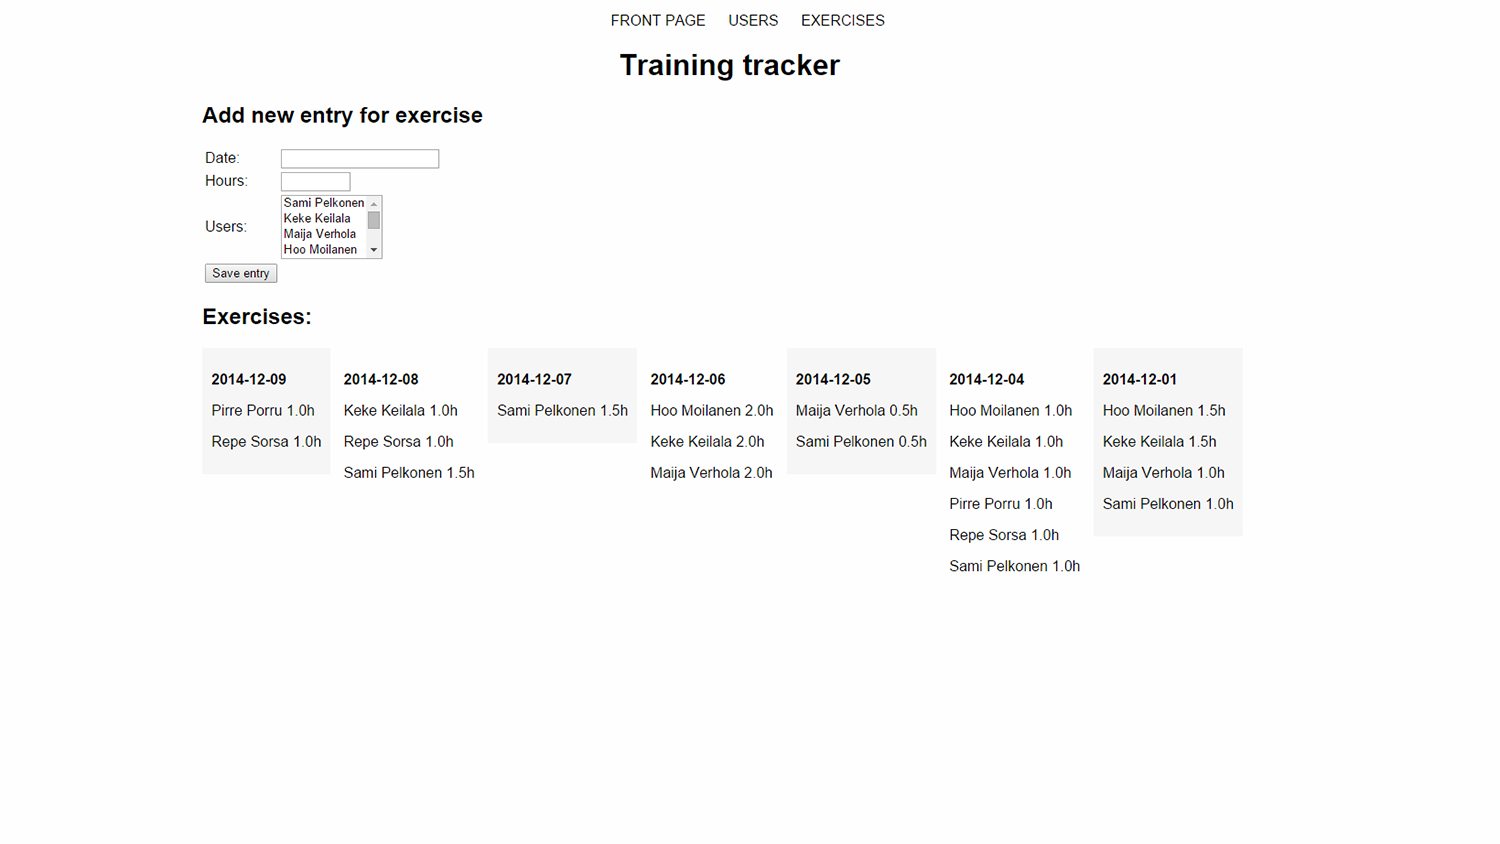 FRONT PAGE USERS EXERCISES
Training tracker
Add new entry for exercise
Date:
Hours:
Users:
Sami Pelkonen
Keke Keilala
Maija Verhola
Hoo Moilanen
Save entry
Exercises:
2014-12-09
Pirre Porru 1.0h
Repe Sorsa 1.0h
2014-12-08
Keke Keilala 1.0h
Repe Sorsa 1.0h
Sami Pelkonen 1.5h
2014-12-07
Sami Pelkonen 1.5h
2014-12-06
Hoo Moilanen 2.0h
Keke Keilala 2.0h
Maija Verhola 2.0h
2014-12-05
Maija Verhola 0.5h
Sami Pelkonen 0.5h
2014-12-04
Hoo Moilanen 1.0h
Keke Keilala 1.0h
Maija Verhola 1.0h
Pirre Porru 1.0h
Repe Sorsa 1.0h
Sami Pelkonen 1.0h
2014-12-01
Hoo Moilanen 1.5h
Keke Keilala 1.5h
Maija Verhola 1.0h
Sami Pelkonen 1.0h